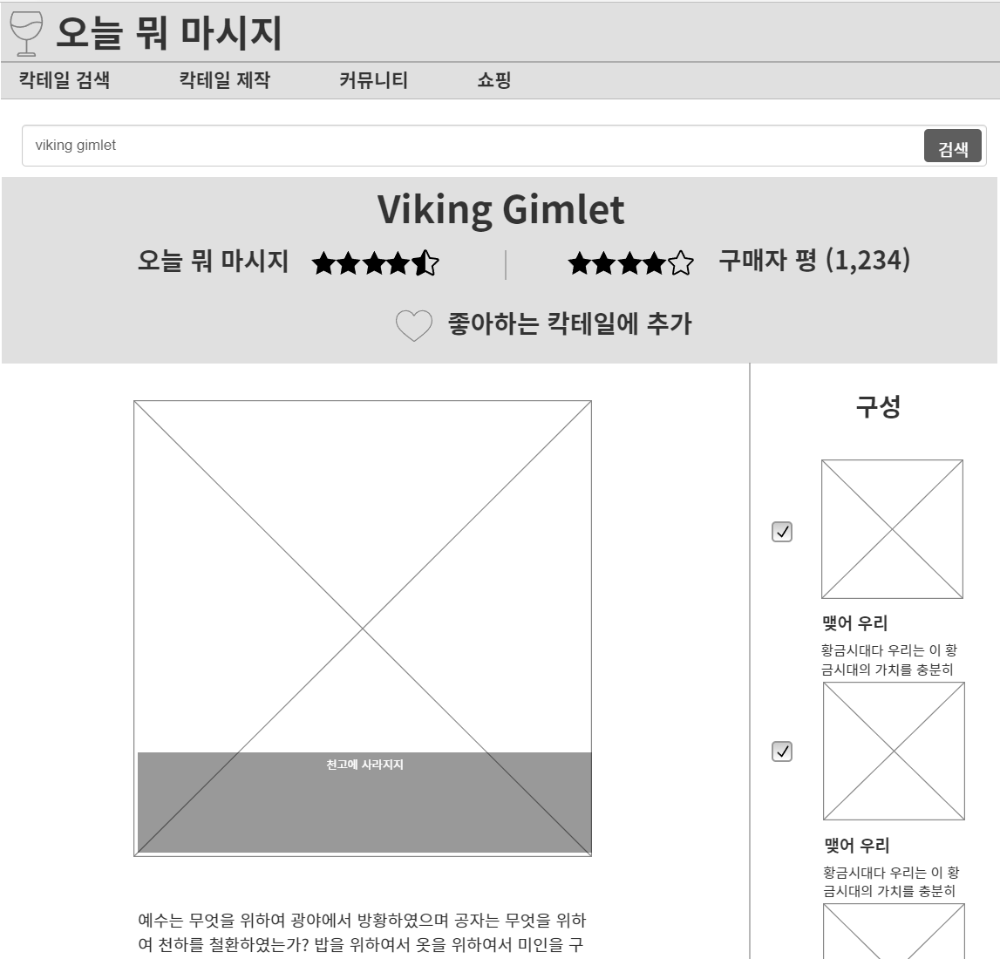 오늘 뭐 마시지
칵테일 검색 칵테일 제작 커뮤니티 쇼핑
viking gimlet 검색
Viking Gimlet
오늘 뭐 마시지 구매자 평 (1,234)
좋아하는 칵테일에 추가
구성
맺어 우리
황금시대다 우리는 이 황
금시대의 가치를 충분히
천고에 사라지지
맺어 우리
황금시대다 우리는 이 황
금시대의 가치를 충분히
예수는 무엇을 위하여 광야에서 방황하였으며 공자는 무엇을 위하
여 천하를 철환하였는가? 밥을 위하여서 옷을 위하여서 미인을 구